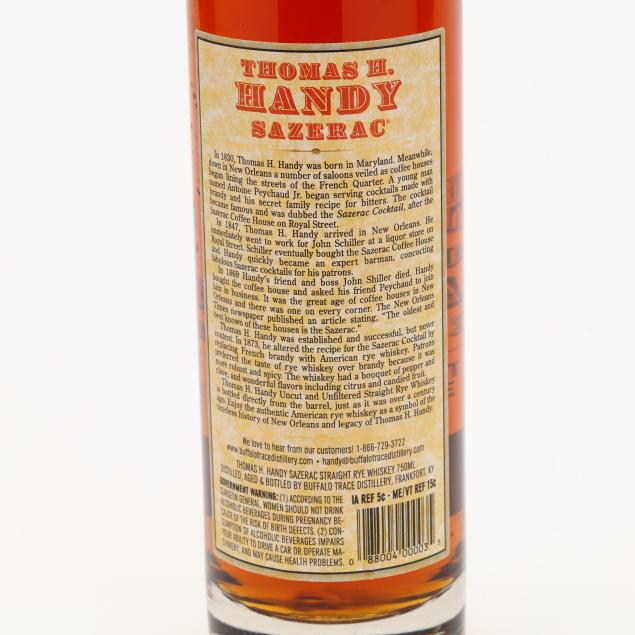 THOMAS H.
HANDY
SAZERAC®
In 1830, Thomas H. Handy was born in Maryland. Meanwhile,
down in New Orleans a number of saloons veiled as coffee houses
began lining the streets of the French Quarter. A young man
named Antoine Peychaud Jr. began serving cocktails made with
brandy and his secret family recipe for bitters. The cocktail
became famous and was dubbed the Sazerac Cocktail, after the
Sazerac Coffee House on Royal Street.
In 1847, Thomas H. Handy arrived in New Orleans. He
immediately went to work for John Schiller at a liquor store on
Royal Street. Schiller eventually bought the Sazerac Coffee House
and Handy quickly became an expert barman, concocting
fabulous Sazerac cocktails for his patrons.
In 1869 Handy's friend and boss John Shiller died. Handy
bought the coffee house and asked his friend Peychaud to join
him in business. It was the great age of coffee houses in New
Orleans and there was one on every corner. The New Orleans
Times newspaper published an article stating, "The oldest and
best known of these houses is the Sazerac."
Thomas H. Handy was established and successful, but never
content. In 1873, he altered the recipe for the Sazerac Cocktail by
replacing French brandy with American rye whiskey. Patrons
preferred the taste of rye whiskey over brandy because it was
more robust and spicy. The whiskey had a bouquet of pepper and
clove, and wonderful flavors including citrus and candied fruit.
Thomas H. Handy Uncut and Unfiltered Straight Rye Whiskey
is bottled directly from the barrel, just as it was over a century
ago. Enjoy the authentic American rye whiskey as a symbol of the
timeless history of New Orleans and legacy of Thomas H. Handy.
We love to hear from our customers! 1-866-729-3722
www.buffalotracedistillery.com • handy@buffalotracedistillery.com
THOMAS H. HANDY SAZERAC STRAIGHT RYE WHISKEY 750ML
DISTILLED, AGED & BOTTLED BY BUFFALO TRACE DISTILLERY, FRANKFORT, KY
GOVERNMENT WARNING: (1) ACCORDING TO THE
SURGEON GENERAL, WOMEN SHOULD NOT DRINK
ALCOHOLIC BEVERAGES DURING PREGNANCY BE-
CAUSE OF THE RISK OF BIRTH DEFECTS. (2) CON-
SUMPTION OF ALCOHOLIC BEVERAGES IMPAIRS
YOUR ABILITY TO DRIVE A CAR OR OPERATE MA-
CHINERY, AND MAY CAUSE HEALTH PROBLEMS.
IA REF 5c - ME/VT REF 15c
0 88004 00003 5